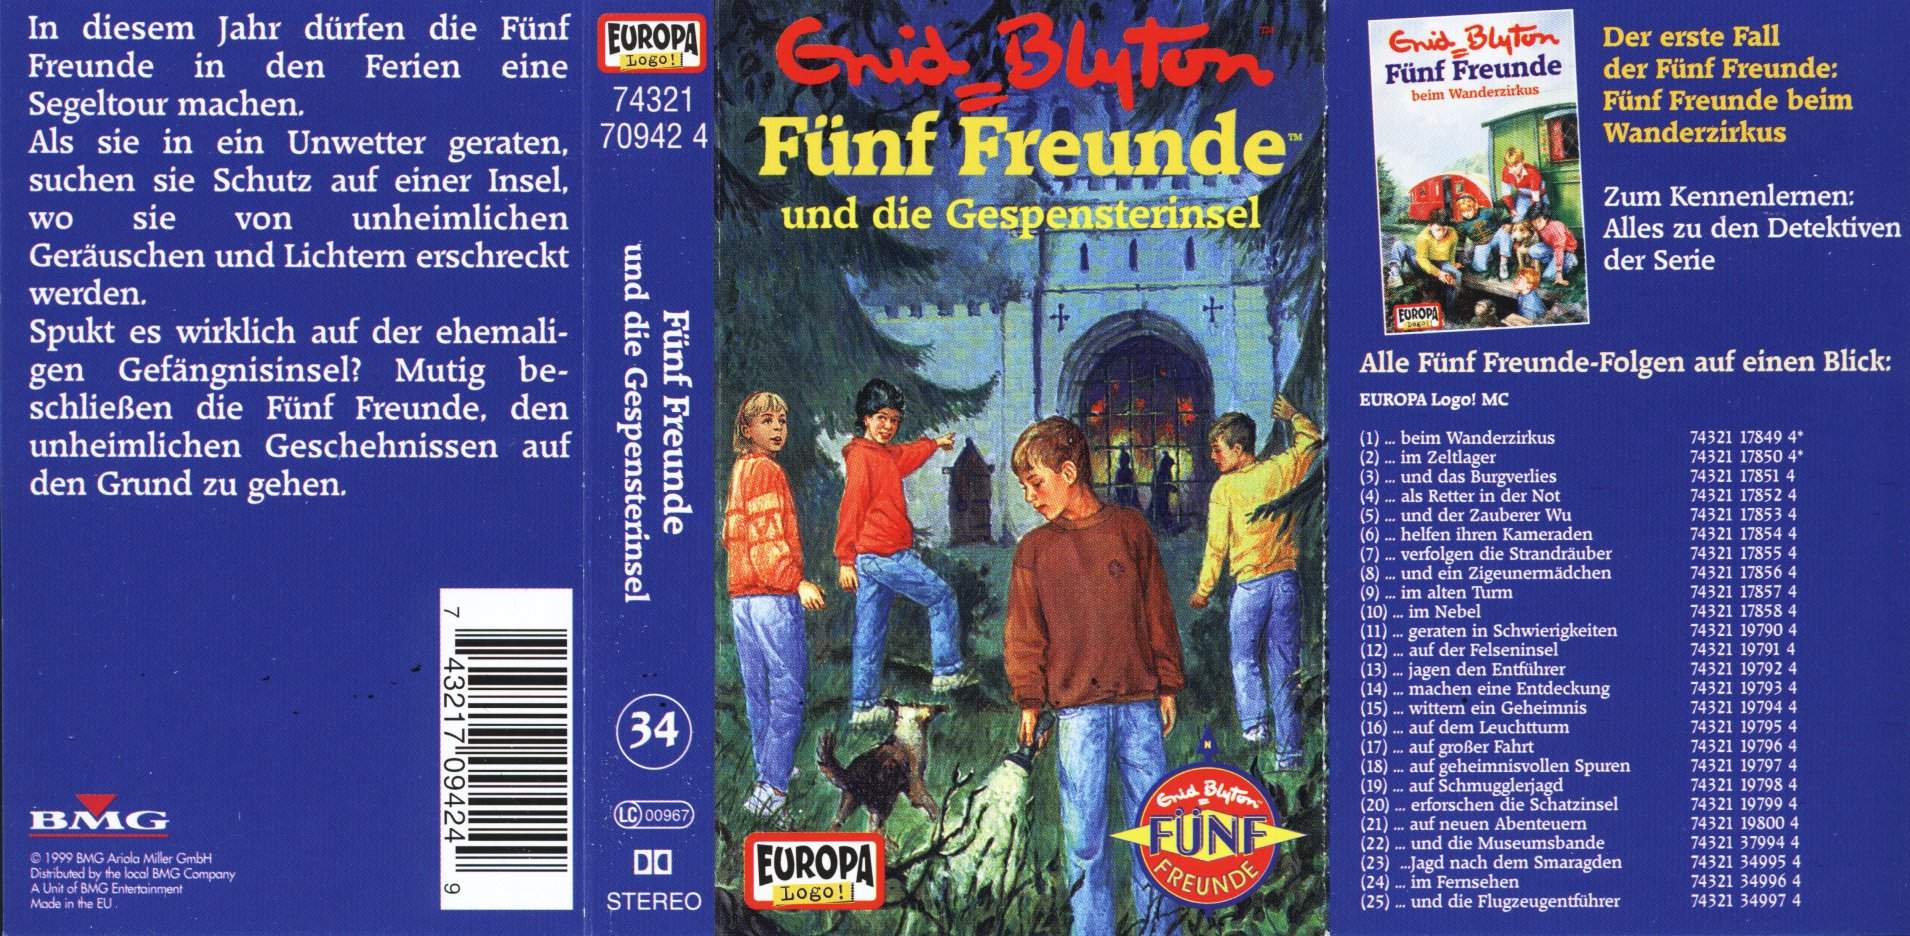 In diesem Jahr dürfen die Fünf
Freunde in den Ferien eine
Segeltour machen.
Als sie in ein Unwetter geraten,
suchen sie Schutz auf einer Insel,
wo sie von unheimlichen
Geräuschen und Lichtern erschreckt
werden.
Spukt es wirklich auf der ehemali-
gen Gefängnisinsel? Mutig be-
schließen die Fünf Freunde, den
unheimlichen Geschehnissen auf
den Grund zu gehen.
7 43217 09424 9
BMG
© 1999 BMG Ariola Miller GmbH
Distributed by the local BMG Company
A Unit of BMG Entertainment
Made in the EU.
EUROPA
Logo!
74321
70942 4
Fünf Freunde
und die Gespensterinsel
34
LC 00967
STEREO
Enid Blyton™
Fünf Freunde™
und die Gespensterinsel
EUROPA
Logo!
N
Enid Blyton
FÜNF
FREUNDE
Enid Blyton
Fünf Freunde
beim Wanderzirkus
EUROPA
Logo!
Der erste Fall
der Fünf Freunde:
Fünf Freunde beim
Wanderzirkus
Zum Kennenlernen:
Alles zu den Detektiven
der Serie
Alle Fünf Freunde-Folgen auf einen Blick:
EUROPA Logo! MC
(1) ... beim Wanderzirkus 74321 17849 4*
(2) ... im Zeltlager 74321 17850 4*
(3) ... und das Burgverlies 74321 17851 4
(4) ... als Retter in der Not 74321 17852 4
(5) ... und der Zauberer Wu 74321 17853 4
(6) ... helfen ihren Kameraden 74321 17854 4
(7) ... verfolgen die Strandräuber 74321 17855 4
(8) ... und ein Zigeunermädchen 74321 17856 4
(9) ... im alten Turm 74321 17857 4
(10) ... im Nebel 74321 17858 4
(11) ... geraten in Schwierigkeiten 74321 19790 4
(12) ... auf der Felseninsel 74321 19791 4
(13) ... jagen den Entführer 74321 19792 4
(14) ... machen eine Entdeckung 74321 19793 4
(15) ... wittern ein Geheimnis 74321 19794 4
(16) ... auf dem Leuchtturm 74321 19795 4
(17) ... auf großer Fahrt 74321 19796 4
(18) ... auf geheimnisvollen Spuren 74321 19797 4
(19) ... auf Schmugglerjagd 74321 19798 4
(20) ... erforschen die Schatzinsel 74321 19799 4
(21) ... auf neuen Abenteuern 74321 19800 4
(22) ... und die Museumsbande 74321 37994 4
(23) ...Jagd nach dem Smaragden 74321 34995 4
(24) ... im Fernsehen 74321 34996 4
(25) ... und die Flugzeugentführer 74321 34997 4